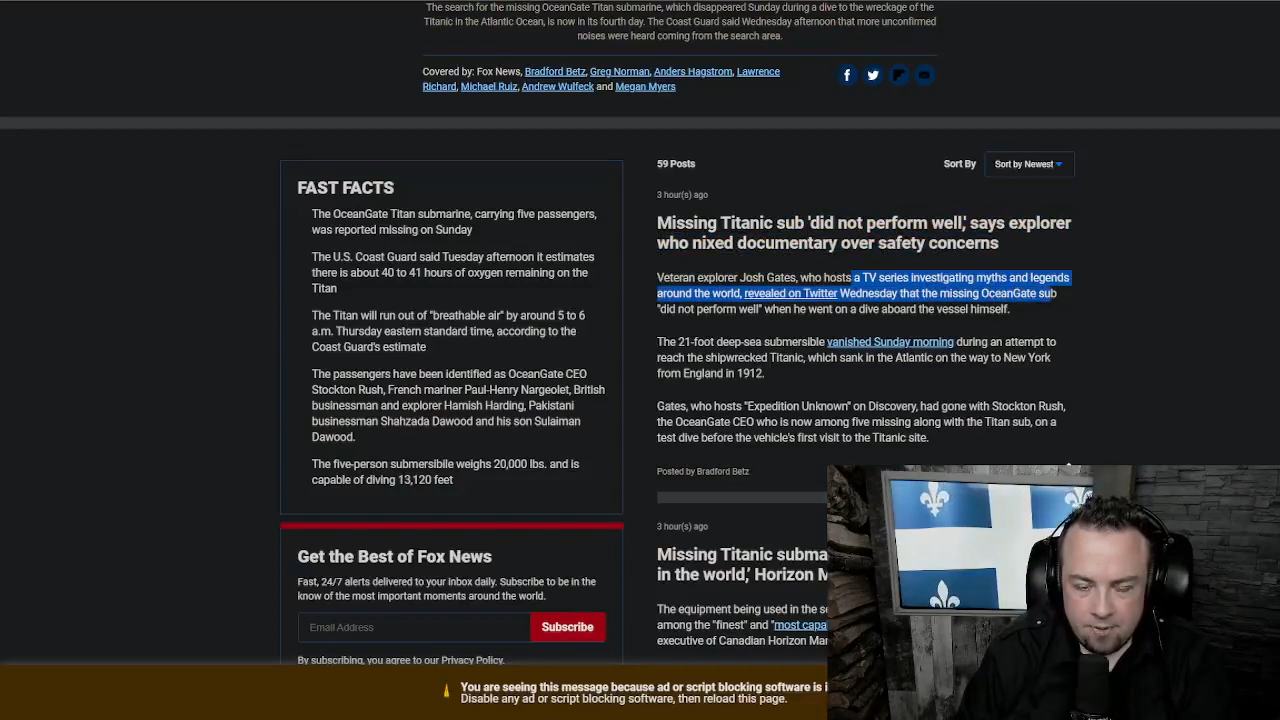 The search for the missing OceanGate Titan submarine, which disappeared Sunday during a dive to the wreckage of the
Titanic in the Atlantic Ocean, is now in its fourth day. The Coast Guard said Wednesday afternoon that more unconfirmed
noises were heard coming from the search area.
Covered by: Fox News, Bradford Betz, Greg Norman, Anders Hagstrom, Lawrence
Richard, Michael Ruiz, Andrew Wulfeck and Megan Myers
FAST FACTS
The OceanGate Titan submarine, carrying five passengers,
was reported missing on Sunday
The U.S. Coast Guard said Tuesday afternoon it estimates
there is about 40 to 41 hours of oxygen remaining on the
Titan
The Titan will run out of "breathable air" by around 5 to 6
a.m. Thursday eastern standard time, according to the
Coast Guard's estimate
The passengers have been identified as OceanGate CEO
Stockton Rush, French mariner Paul-Henry Nargeolet, British
businessman and explorer Hamish Harding, Pakistani
businessman Shahzada Dawood and his son Sulaiman
Dawood.
The five-person submersibile weighs 20,000 lbs. and is
capable of diving 13,120 feet
Get the Best of Fox News
Fast, 24/7 alerts delivered to your inbox daily. Subscribe to be in the
know of the most important moments around the world.
Email Address
Subscribe
By subscribing, you agree to our Privacy Policy.
59 Posts
Sort By
Sort by Newest
3 hour(s) ago
Missing Titanic sub 'did not perform well,' says explorer
who nixed documentary over safety concerns
Veteran explorer Josh Gates, who hosts a TV series investigating myths and legends
around the world, revealed on Twitter Wednesday that the missing OceanGate sub
"did not perform well" when he went on a dive aboard the vessel himself.
The 21-foot deep-sea submersible vanished Sunday morning during an attempt to
reach the shipwrecked Titanic, which sank in the Atlantic on the way to New York
from England in 1912.
Gates, who hosts "Expedition Unknown" on Discovery, had gone with Stockton Rush,
the OceanGate CEO who is now among five missing along with the Titan sub, on a
test dive before the vehicle's first visit to the Titanic site.
Posted by Bradford Betz
3 hour(s) ago
Missing Titanic subma
in the world,' Horizon M
The equipment being used in the se
among the "finest" and "most capa
executive of Canadian Horizon Mar
You are seeing this message because ad or script blocking software is i
Disable any ad or script blocking software, then reload this page.